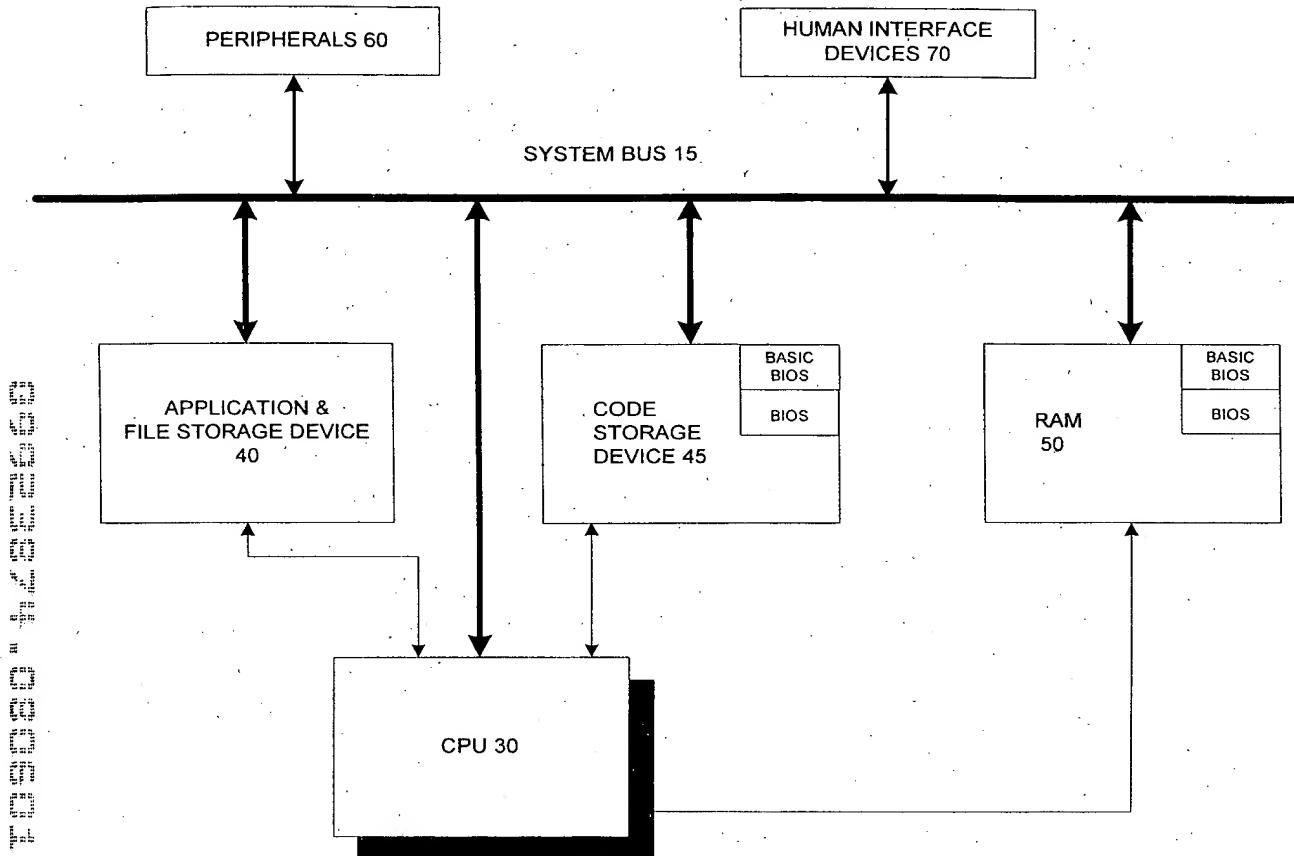 PERIPHERALS 60
HUMAN INTERFACE
DEVICES 70
SYSTEM BUS 15
APPLICATION &
FILE STORAGE DEVICE
40
CODE
STORAGE
DEVICE 45
BASIC
BIOS
BIOS
RAM
50
BASIC
BIOS
BIOS
CPU 30